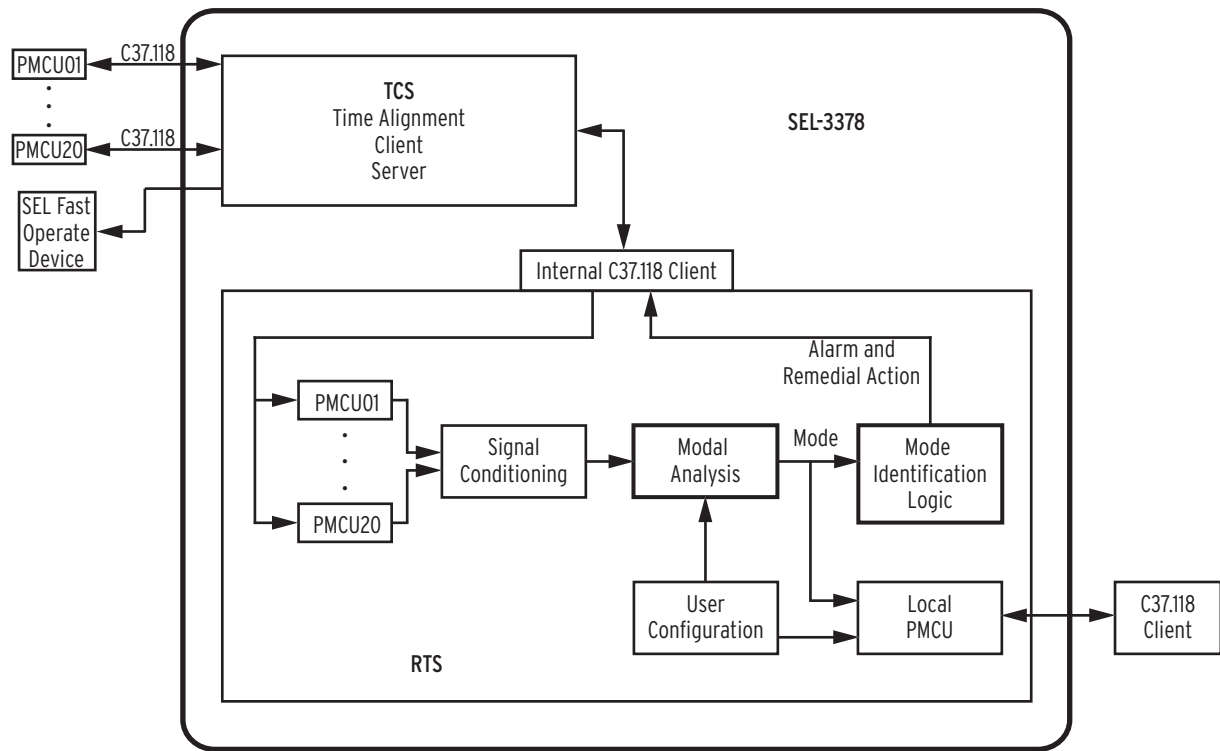 C37.118
PMCU01
TCS
Time Alignment
Client
Server
SEL-3378
C37.118
PMCU20
SEL Fast
Operate
Device
Internal C37.118 Client
Alarm and
Remedial Action
PMCU01
Signal
Conditioning
Modal
Analysis
Mode
Mode
Identification
Logic
PMCU20
User
Configuration
Local
PMCU
C37.118
Client
RTS